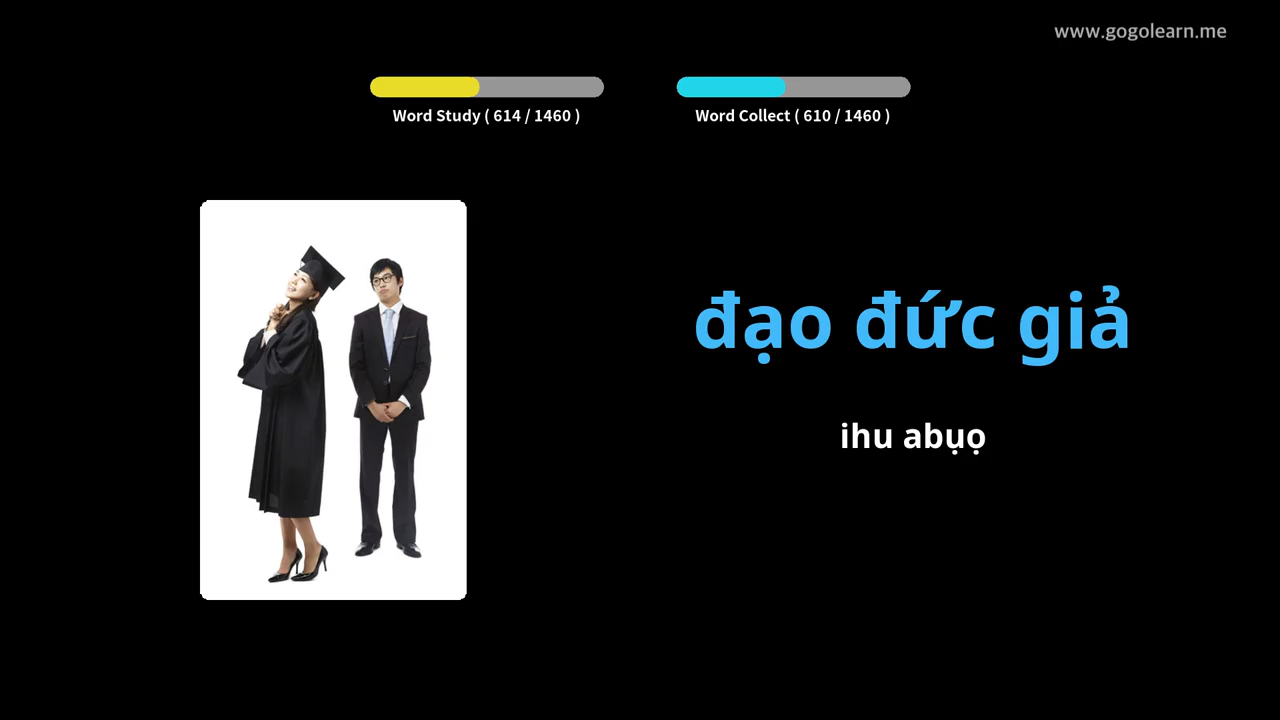 www.gogolearn.me
Word Study ( 614 / 1460 )
Word Collect ( 610 / 1460 )
đạo đức giả
ihu abụọ